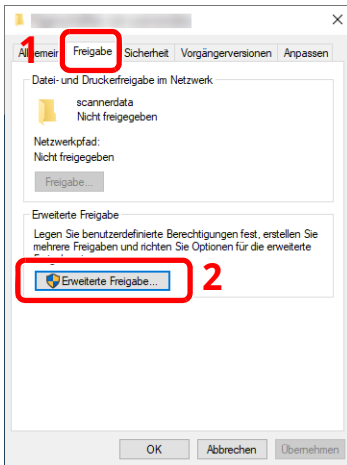 1
Freigabe
Sicherheit
Vorgängerversionen
Anpassen
Datei- und Druckerfreigabe im Netzwerk
scannerdata
Nicht freigegeben
Netzwerkpfad:
Nicht freigegeben
Freigabe...
Erweiterte Freigabe
Legen Sie benutzerdefinierte Berechtigungen fest, erstellen Sie
mehrere Freigaben und richten Sie Optionen für die erweiterte
Erweiterte Freigabe...
2
OK
Abbrechen
Übernehmen